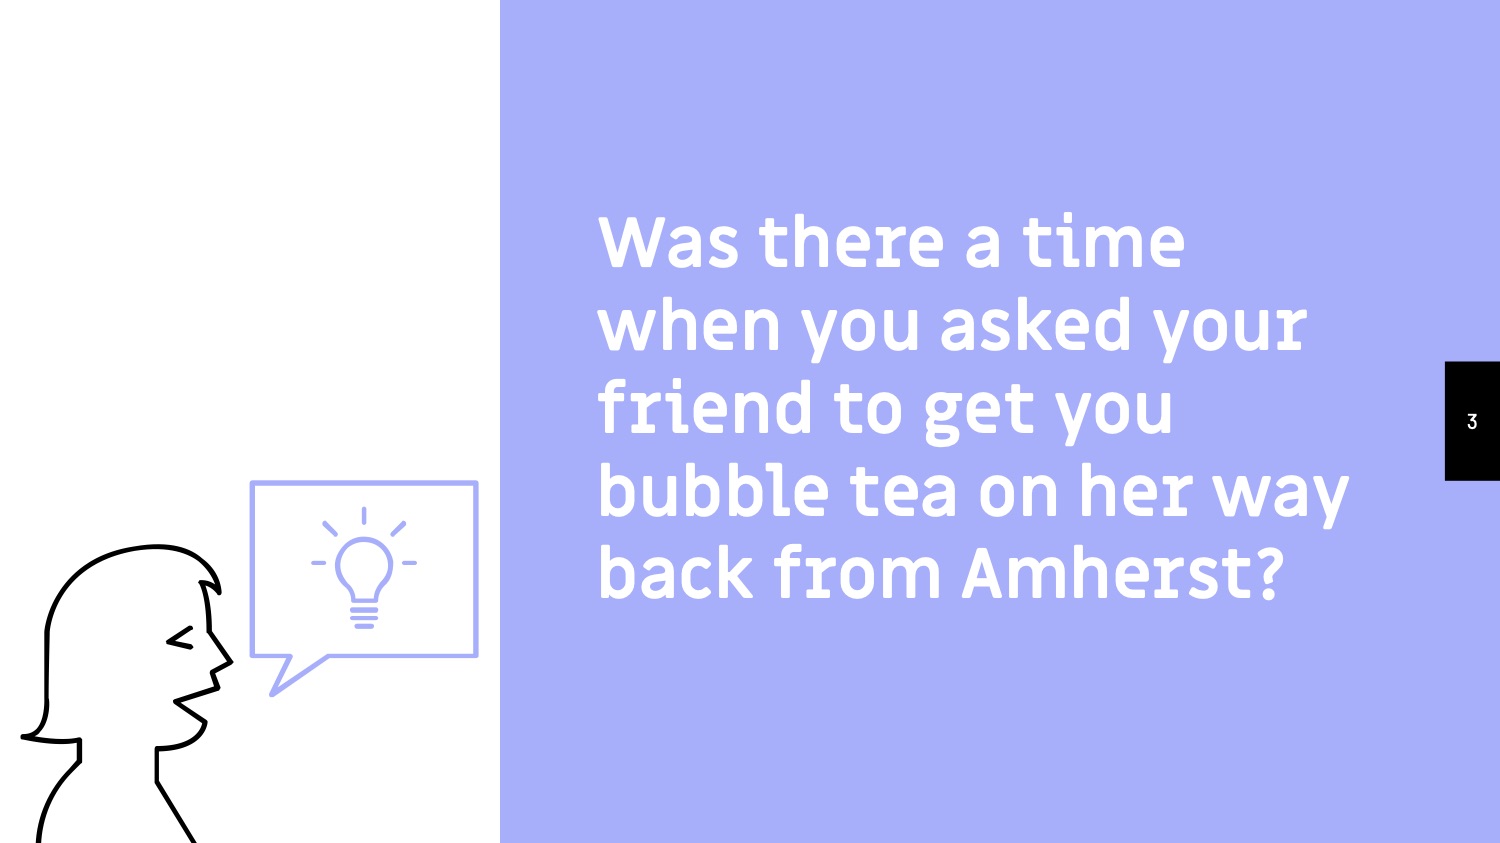 Was there a time
when you asked your
friend to get you
bubble tea on her way
back from Amherst?
3